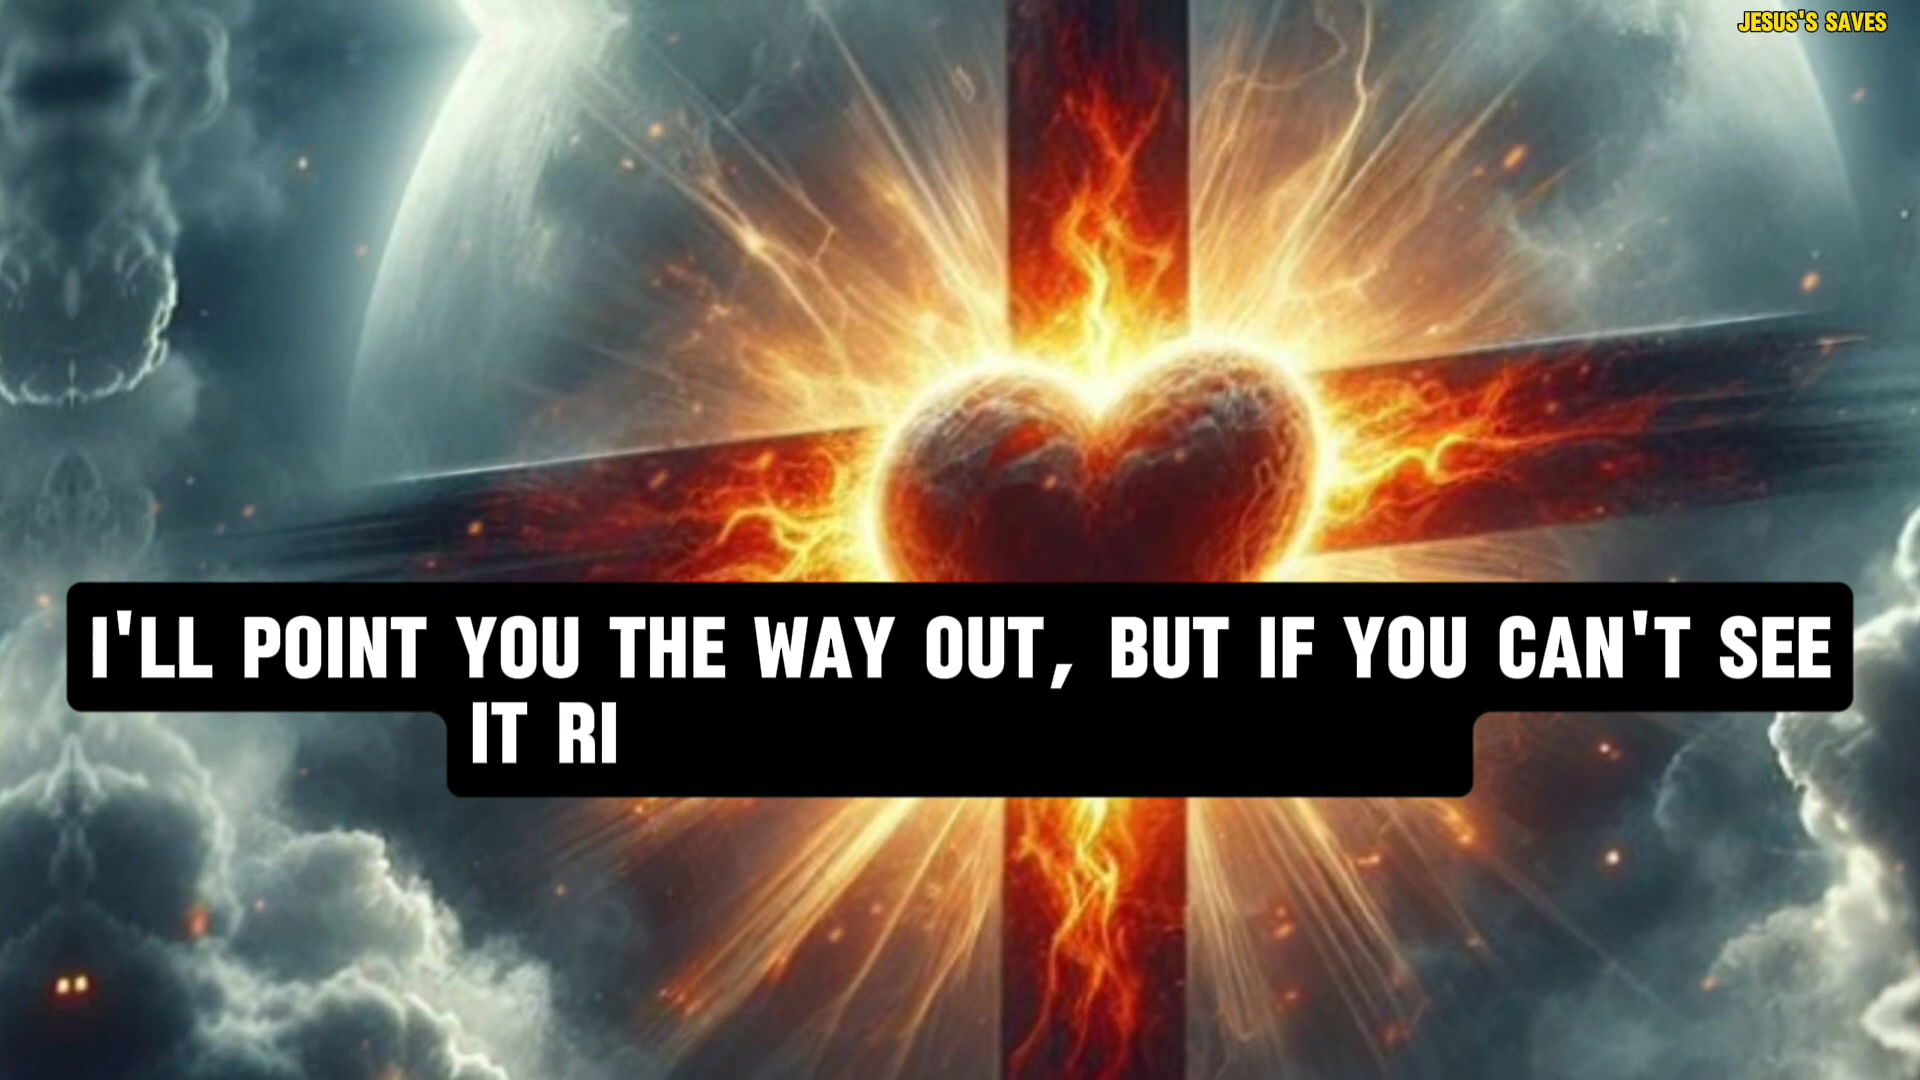 JESUS'S SAVES
I'LL POINT YOU THE WAY OUT, BUT IF YOU CAN'T SEE
IT RI